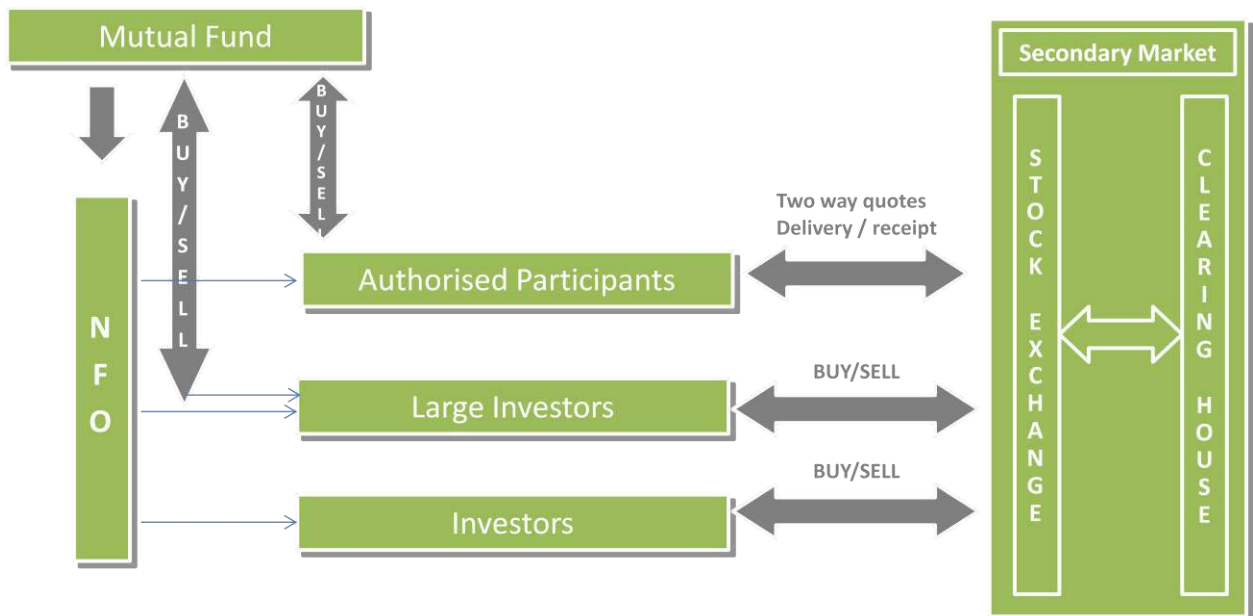 Mutual Fund
BUY/SELL
BUY/SELL
NFO
Authorised Participants
Large Investors
Investors
Two way quotes
Delivery / receipt
BUY/SELL
BUY/SELL
Secondary Market
STOCK EXCHANGE
CLEARING HOUSE